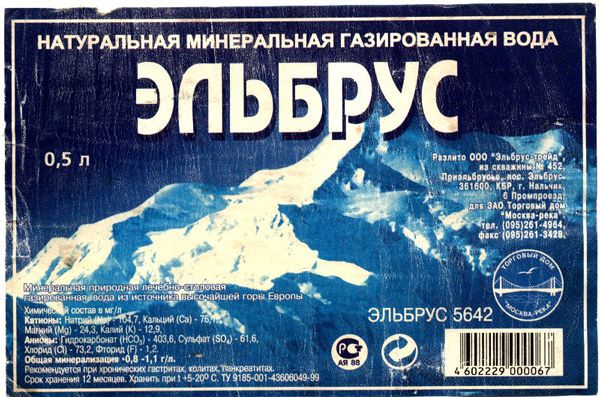 НАТУРАЛЬНАЯ МИНЕРАЛЬНАЯ ГАЗИРОВАННАЯ ВОДА
ЭЛЬБРУС
0,5 л
Разлито ООО "Эльбрус-трейд",
из скважины № 452,
Приэльбрусье, пос. Эльбрус.
361600, КБР, г. Нальчик,
6 Промпроезд.
для ЗАО Торговый дом
"Москва-река"
тел. (095)261-4964,
факс (095)261-3428.
ТОРГОВЫЙ ДОМ
"МОСКВА-РЕКА"
Минеральная природная лечебно-столовая
газированная вода из источника высочайшей горы Европы
Химический состав в мг/л
Катионы: Натрий (Na) - 104,7, Кальций (Ca) - 76,
Магний (Mg) - 24,3, Калий (K) - 12,9,
Анионы: Гидрокарбонат (HCO₃) - 403,6, Сульфат (SO₄) - 61,6,
Хлорид (Cl) - 73,2, Фторид (F) - 1,2.
Общая минерализация -0,8 -1,1 г/л.
Рекомендуется при хронических гастритах, колитах, панкреатитах.
Срок хранения 12 месяцев. Хранить при t +5-20° С. ТУ 9185-001-43606049-99
ЭЛЬБРУС 5642
АЯ 88
4 602229 000067